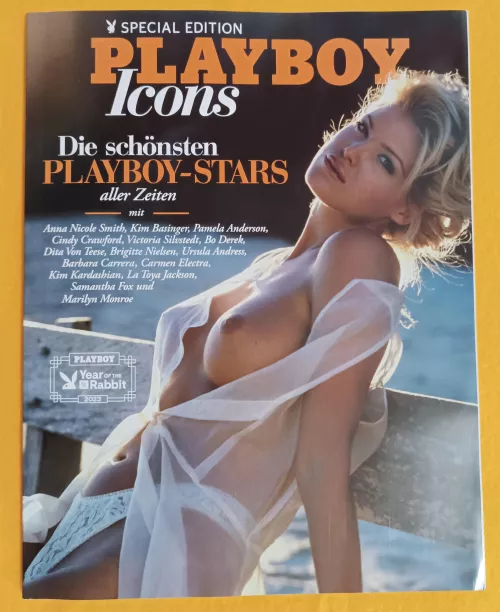 SPECIAL EDITION
PLAYBOY
Icons
Die schönsten
PLAYBOY-STARS
aller Zeiten
mit
Anna Nicole Smith, Kim Basinger, Pamela Anderson,
Cindy Crawford, Victoria Silvstedt, Bo Derek,
Dita Von Teese, Brigitte Nielsen, Ursula Andress,
Barbara Carrera, Carmen Electra,
Kim Kardashian, La Toya Jackson,
Samantha Fox und
Marilyn Monroe
PLAYBOY
Year OF THE
Rabbit
2023